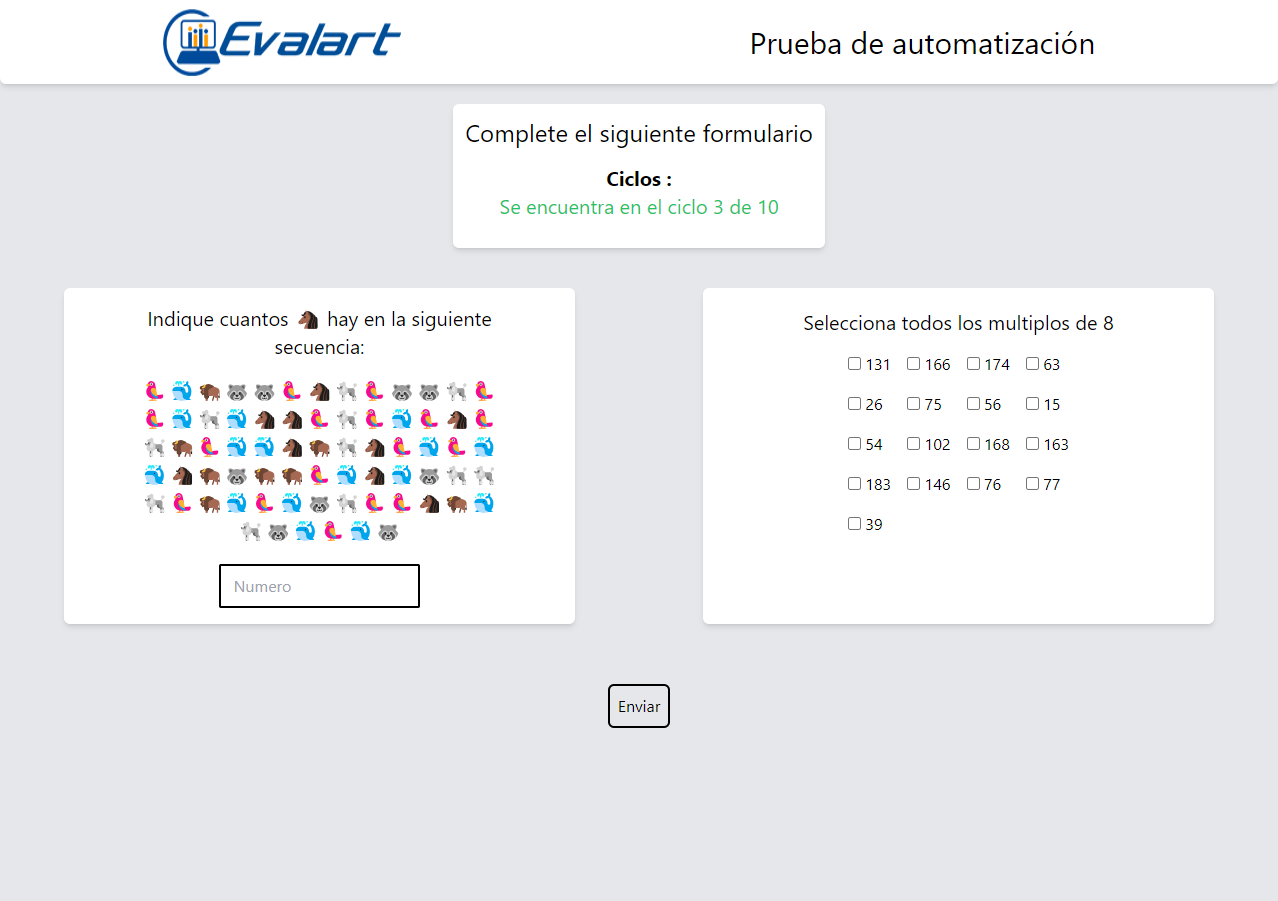 Evalart
Prueba de automatización
Complete el siguiente formulario
Ciclos :
Se encuentra en el ciclo 3 de 10
Indique cuantos 🐴 hay en la siguiente
secuencia:
🦜 🐳 🦬 🦝 🦝 🦜 🐴 🐩 🦜 🦝 🦝 🐩 🦜
🦜 🐳 🐩 🐳 🐴 🐴 🦜 🐩 🦜 🐳 🦜 🐴 🦜
🐩 🦬 🦜 🐳 🐳 🐴 🦬 🐩 🐴 🦜 🐳 🦜 🐳
🐳 🐴 🦬 🦝 🦬 🦬 🦜 🐳 🐴 🐳 🦝 🐩 🐩
🐩 🦜 🦬 🐳 🦜 🐳 🦝 🐩 🦜 🦜 🐴 🦬 🐳
🐩 🦝 🐳 🦜 🐳 🦝
Numero
Selecciona todos los multiplos de 8
131 166 174 63
26 75 56 15
54 102 168 163
183 146 76 77
39
Enviar